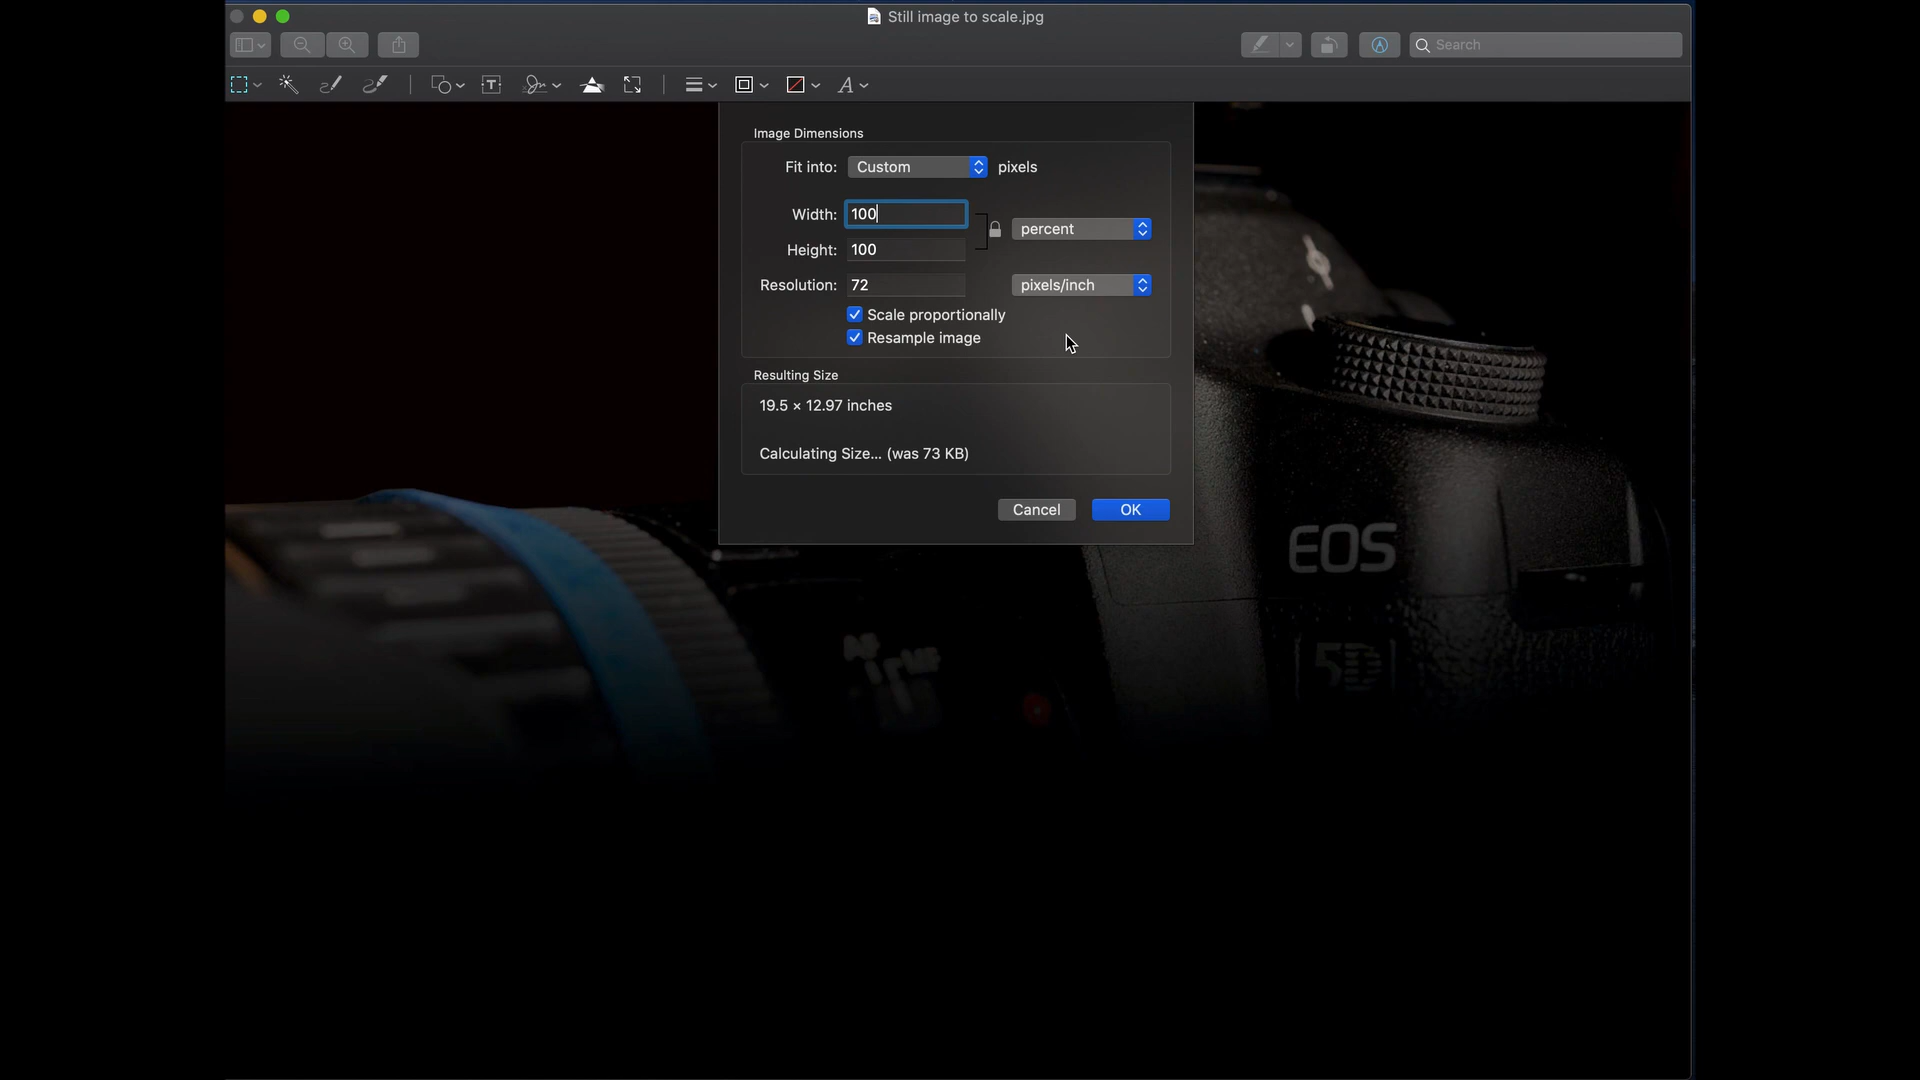 Still image to scale.jpg
Search
Image Dimensions
Fit into: Custom pixels
Width: 100
percent
Height: 100
Resolution: 72 pixels/inch
Scale proportionally
Resample image
Resulting Size
19.5 × 12.97 inches
Calculating Size... (was 73 KB)
Cancel OK
EOS
5D